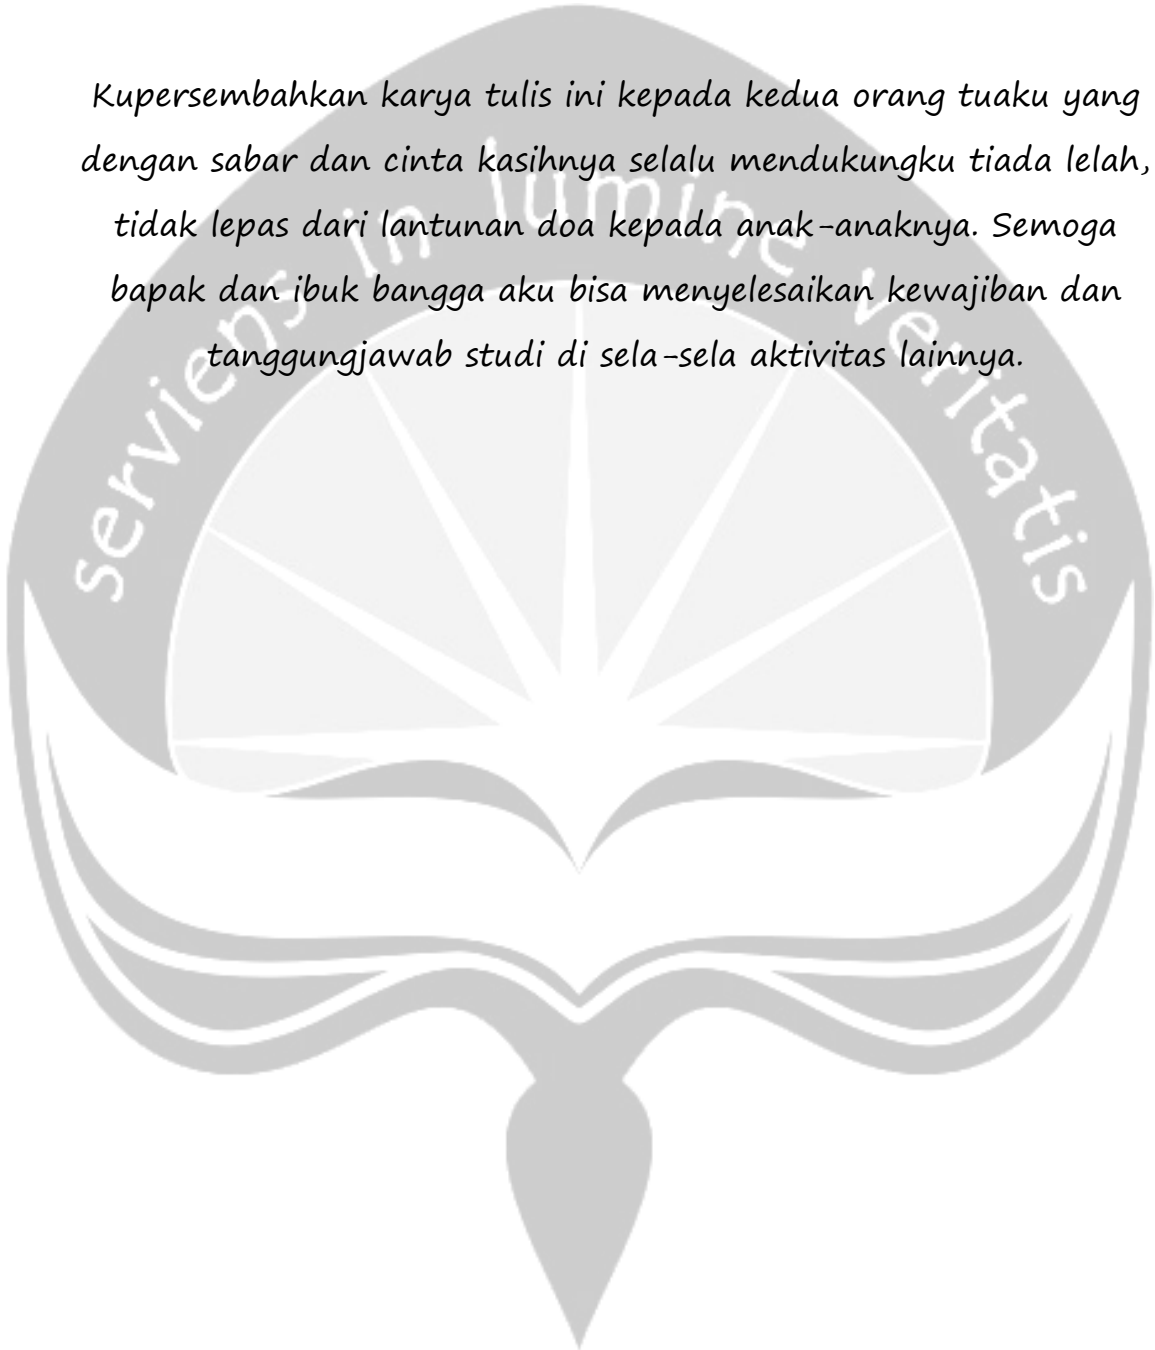 Kupersembahkan karya tulis ini kepada kedua orang tuaku yang
dengan sabar dan cinta kasihnya selalu mendukungku tiada lelah,
tidak lepas dari lantunan doa kepada anak-anaknya. Semoga
bapak dan ibuk bangga aku bisa menyelesaikan kewajiban dan
tanggungjawab studi di sela-sela aktivitas lainnya.
serviens in lumine veritatis